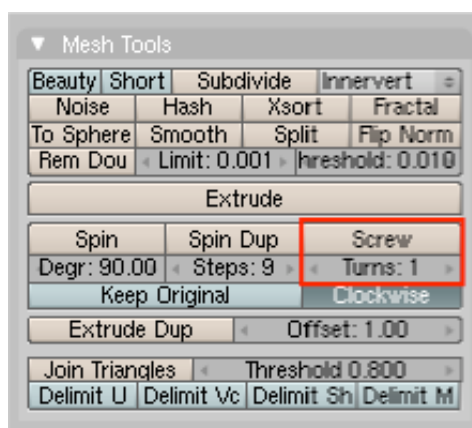 Mesh Tools
Beauty Short Subdivide Innervert
Noise Hash Xsort Fractal
To Sphere Smooth Split Flip Norm
Rem Dou Limit: 0.001 hreshold: 0.010
Extrude
Spin Spin Dup Screw
Degr: 90.00 Steps: 9 Turns: 1
Keep Original Clockwise
Extrude Dup Offset: 1.00
Join Triangles Threshold 0.800
Delimit U Delimit Vc Delimit Sh Delimit M